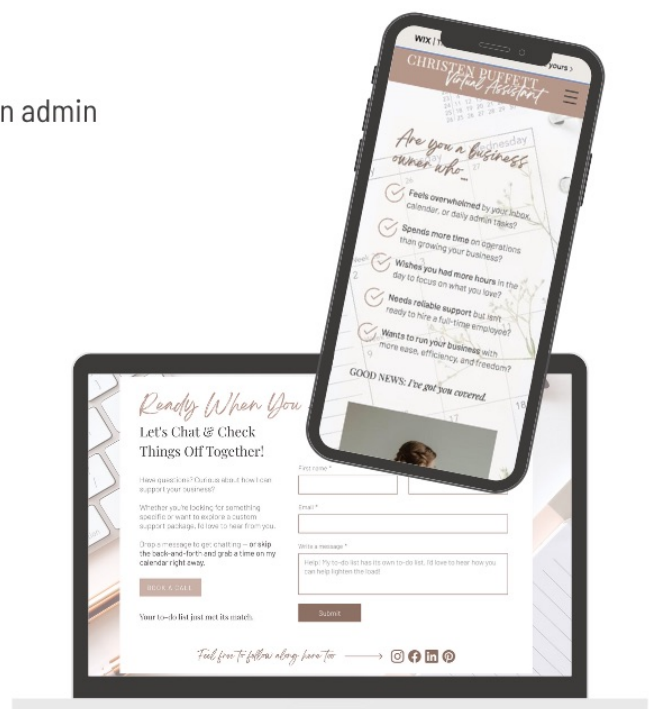 n admin
WIX
yours >
CHRISTEN PUFFETT
Virtual Assistant
Are you a business
owner who_
Feels overwhelmed by your inbox,
calendar, or daily admin tasks?
Spends more time on operations
than growing your business?
Wishes you had more hours in the
day to focus on what you love?
Needs reliable support but isn't
ready to hire a full-time employee?
Wants to run your business with
more ease, efficiency, and freedom?
GOOD NEWS: I've got you covered.
Ready When You
Let's Chat & Check
Things Off Together!
Have questions? Curious about how I can
support your business?
Whether you're looking for something
specific or want to explore a custom
support package, I'd love to hear from you.
Drop a message to get chatting — or skip
the back-and-forth and grab a time on my
calendar right away.
BOOK A CALL
Your to-do list just met its match.
First name *
Email *
Write a message *
Help! My to-do list has its own to-do list. I'd love to hear how you
can help lighten the load!
Submit
Feel free to follow along here too